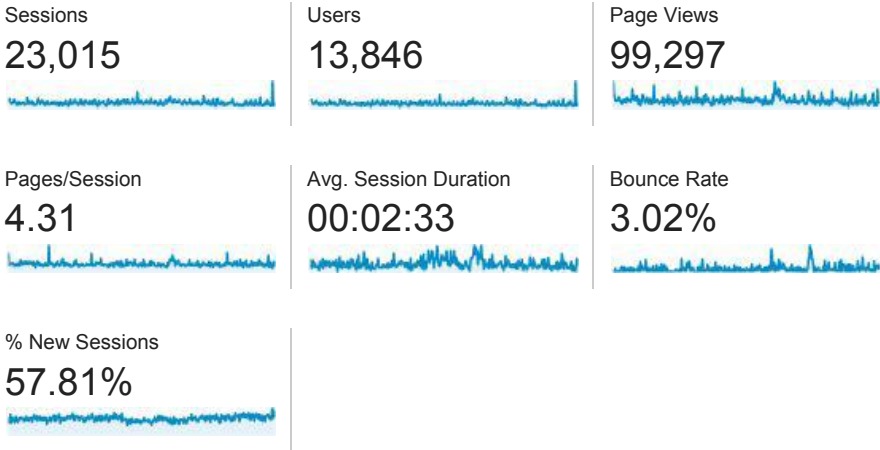 Sessions
23,015
Users
13,846
Page Views
99,297
Pages/Session
4.31
Avg. Session Duration
00:02:33
Bounce Rate
3.02%
% New Sessions
57.81%